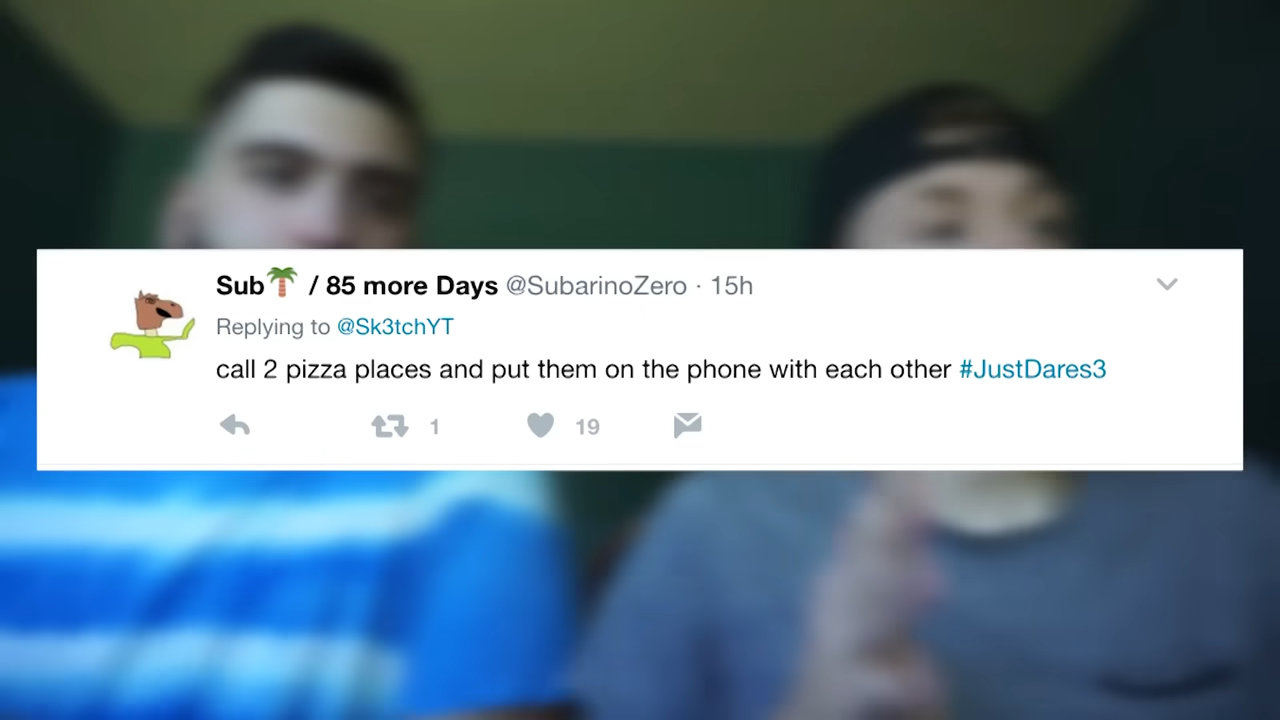 Sub🌴 / 85 more Days @SubarinoZero · 15h
Replying to @Sk3tchYT
call 2 pizza places and put them on the phone with each other #JustDares3
1 19